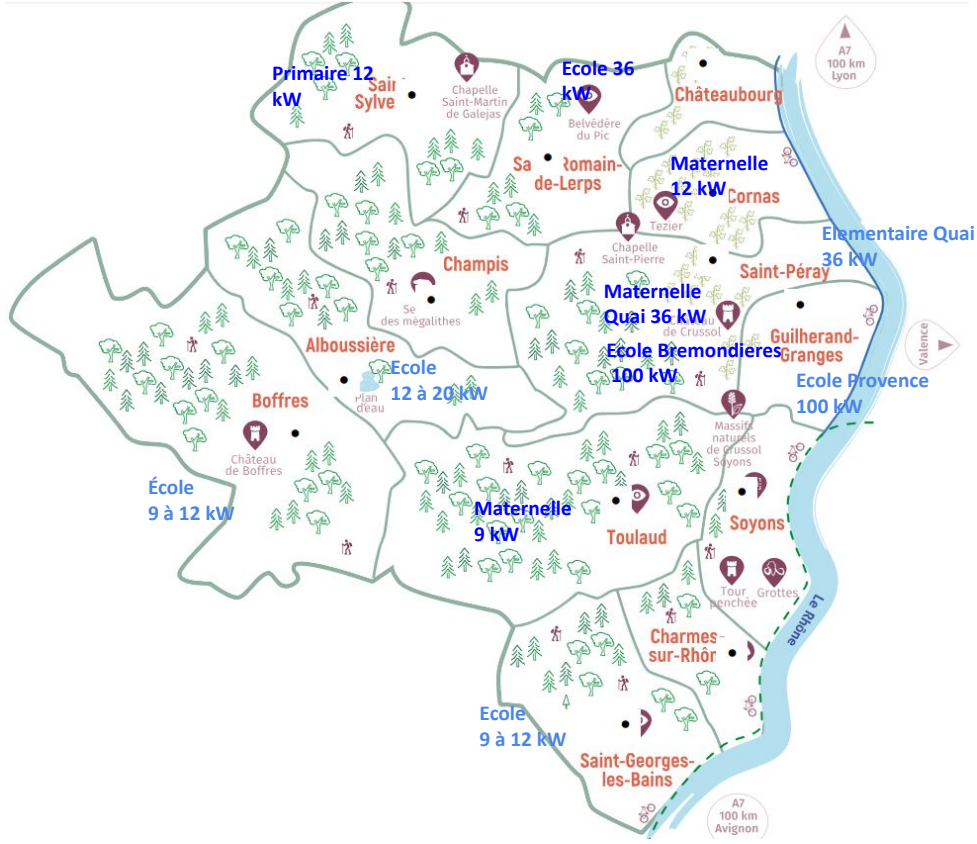 A7
100 km
Lyon
Primaire 12
kW
Sylve
Chapelle
Saint-Martin
de Galejas
Ecole 36
kW
Belvédère
du Pic
Châteaubourg
Romain-
de-Lerps
Maternelle
12 kW
Cornas
Tezier
Chapelle
Saint-Pierre
Elementaire Quai
36 kW
Champis
des mégalithes
Saint-Péray
Maternelle
Quai 36 kW
de Crussol
Guilherand-
Granges
Valence
Alboussière
Ecole
12 à 20 kW
Plan
d'eau
Ecole Bremondieres
100 kW
Ecole Provence
100 kW
Boffres
Château
de Boffres
Massifs
naturels
de Crussol
Soyons
École
9 à 12 kW
Maternelle
9 kW
Toulaud
Soyons
Tour
penchée
Grottes
Le Rhône
Charmes-
sur-Rhôn
Ecole
9 à 12 kW
Saint-Georges-
les-Bains
A7
100 km
Avignon